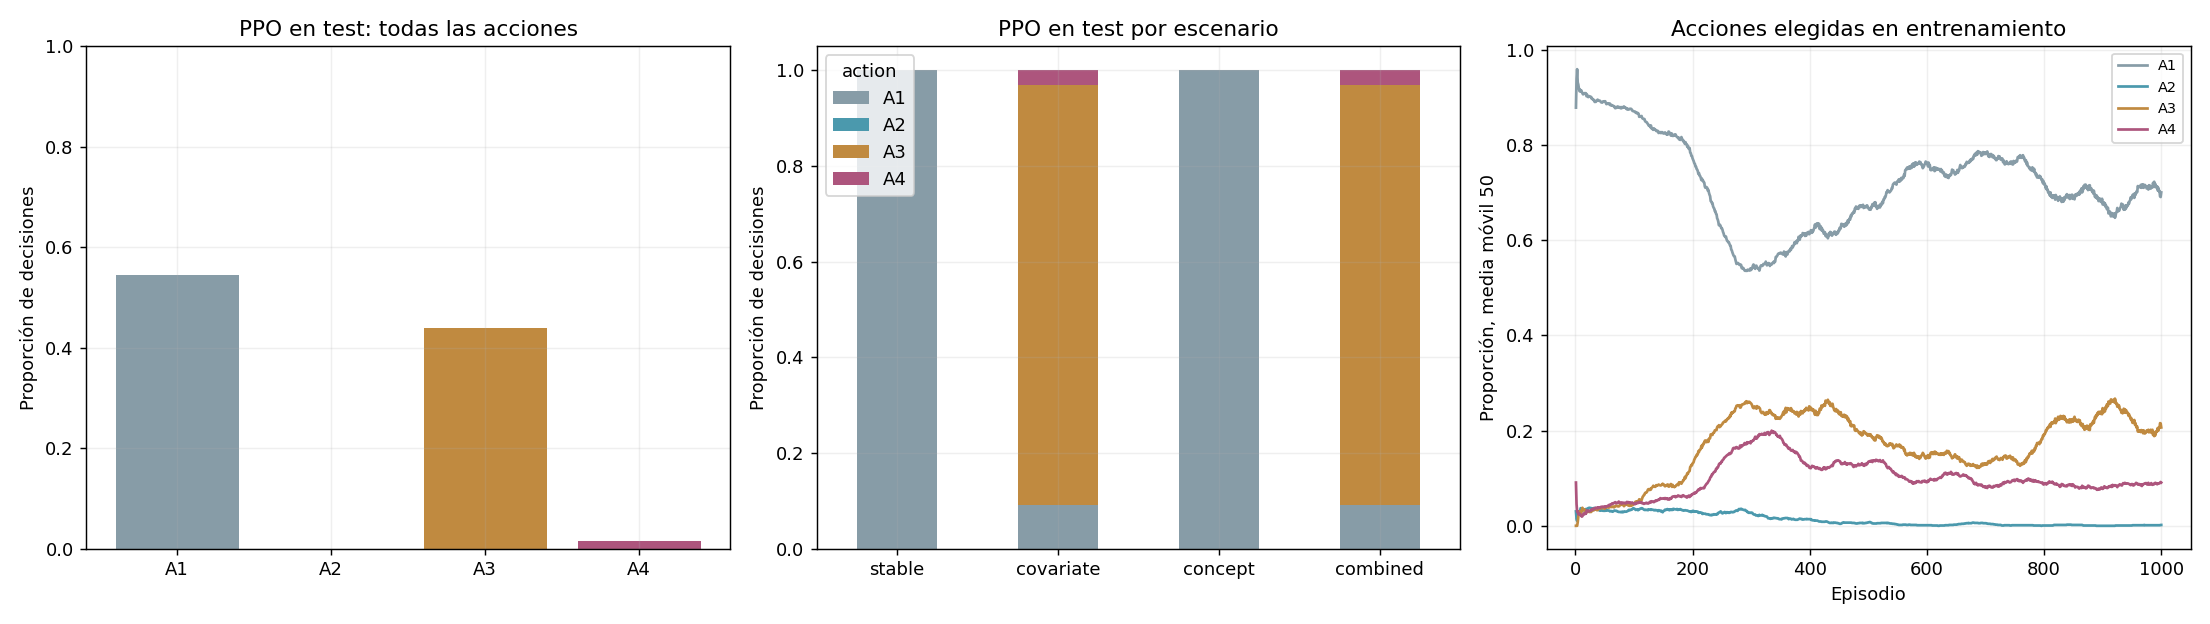 PPO en test: todas las acciones
Proporción de decisiones
1.0
0.8
0.6
0.4
0.2
0.0
A1
A2
A3
A4
PPO en test por escenario
Proporción de decisiones
1.0
0.8
0.6
0.4
0.2
0.0
action
A1
A2
A3
A4
stable
covariate
concept
combined
Acciones elegidas en entrenamiento
Proporción, media móvil 50
1.0
0.8
0.6
0.4
0.2
0.0
A1
A2
A3
A4
0
200
400
600
800
1000
Episodio